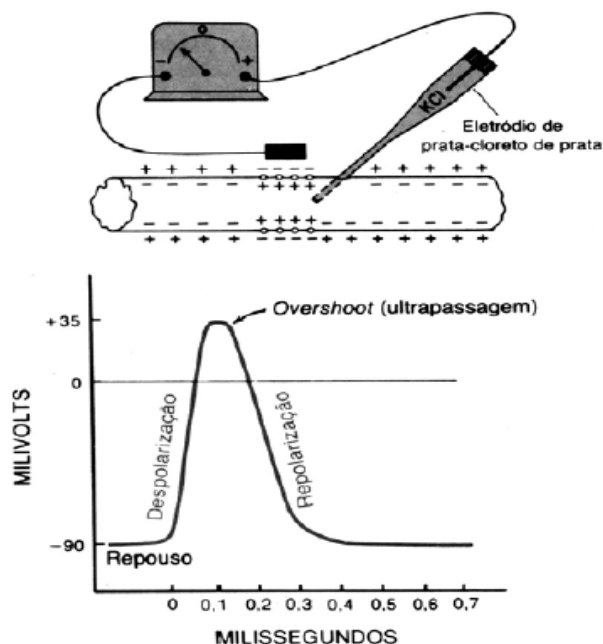 O
− +
KCl
Eletródio de
prata-cloreto de prata
+ + + + − − − − − + + + + +
− − − − + + + + − − − − −
− − − − + + + + − − − − − −
+ + + + − − − − − + + + + + + +
+35
Overshoot (ultrapassagem)
0
MILIVOLTS
Despolarização
Repolarização
−90
Repouso
0 0,1 0,2 0,3 0,4 0,5 0,6 0,7
MILISSEGUNDOS